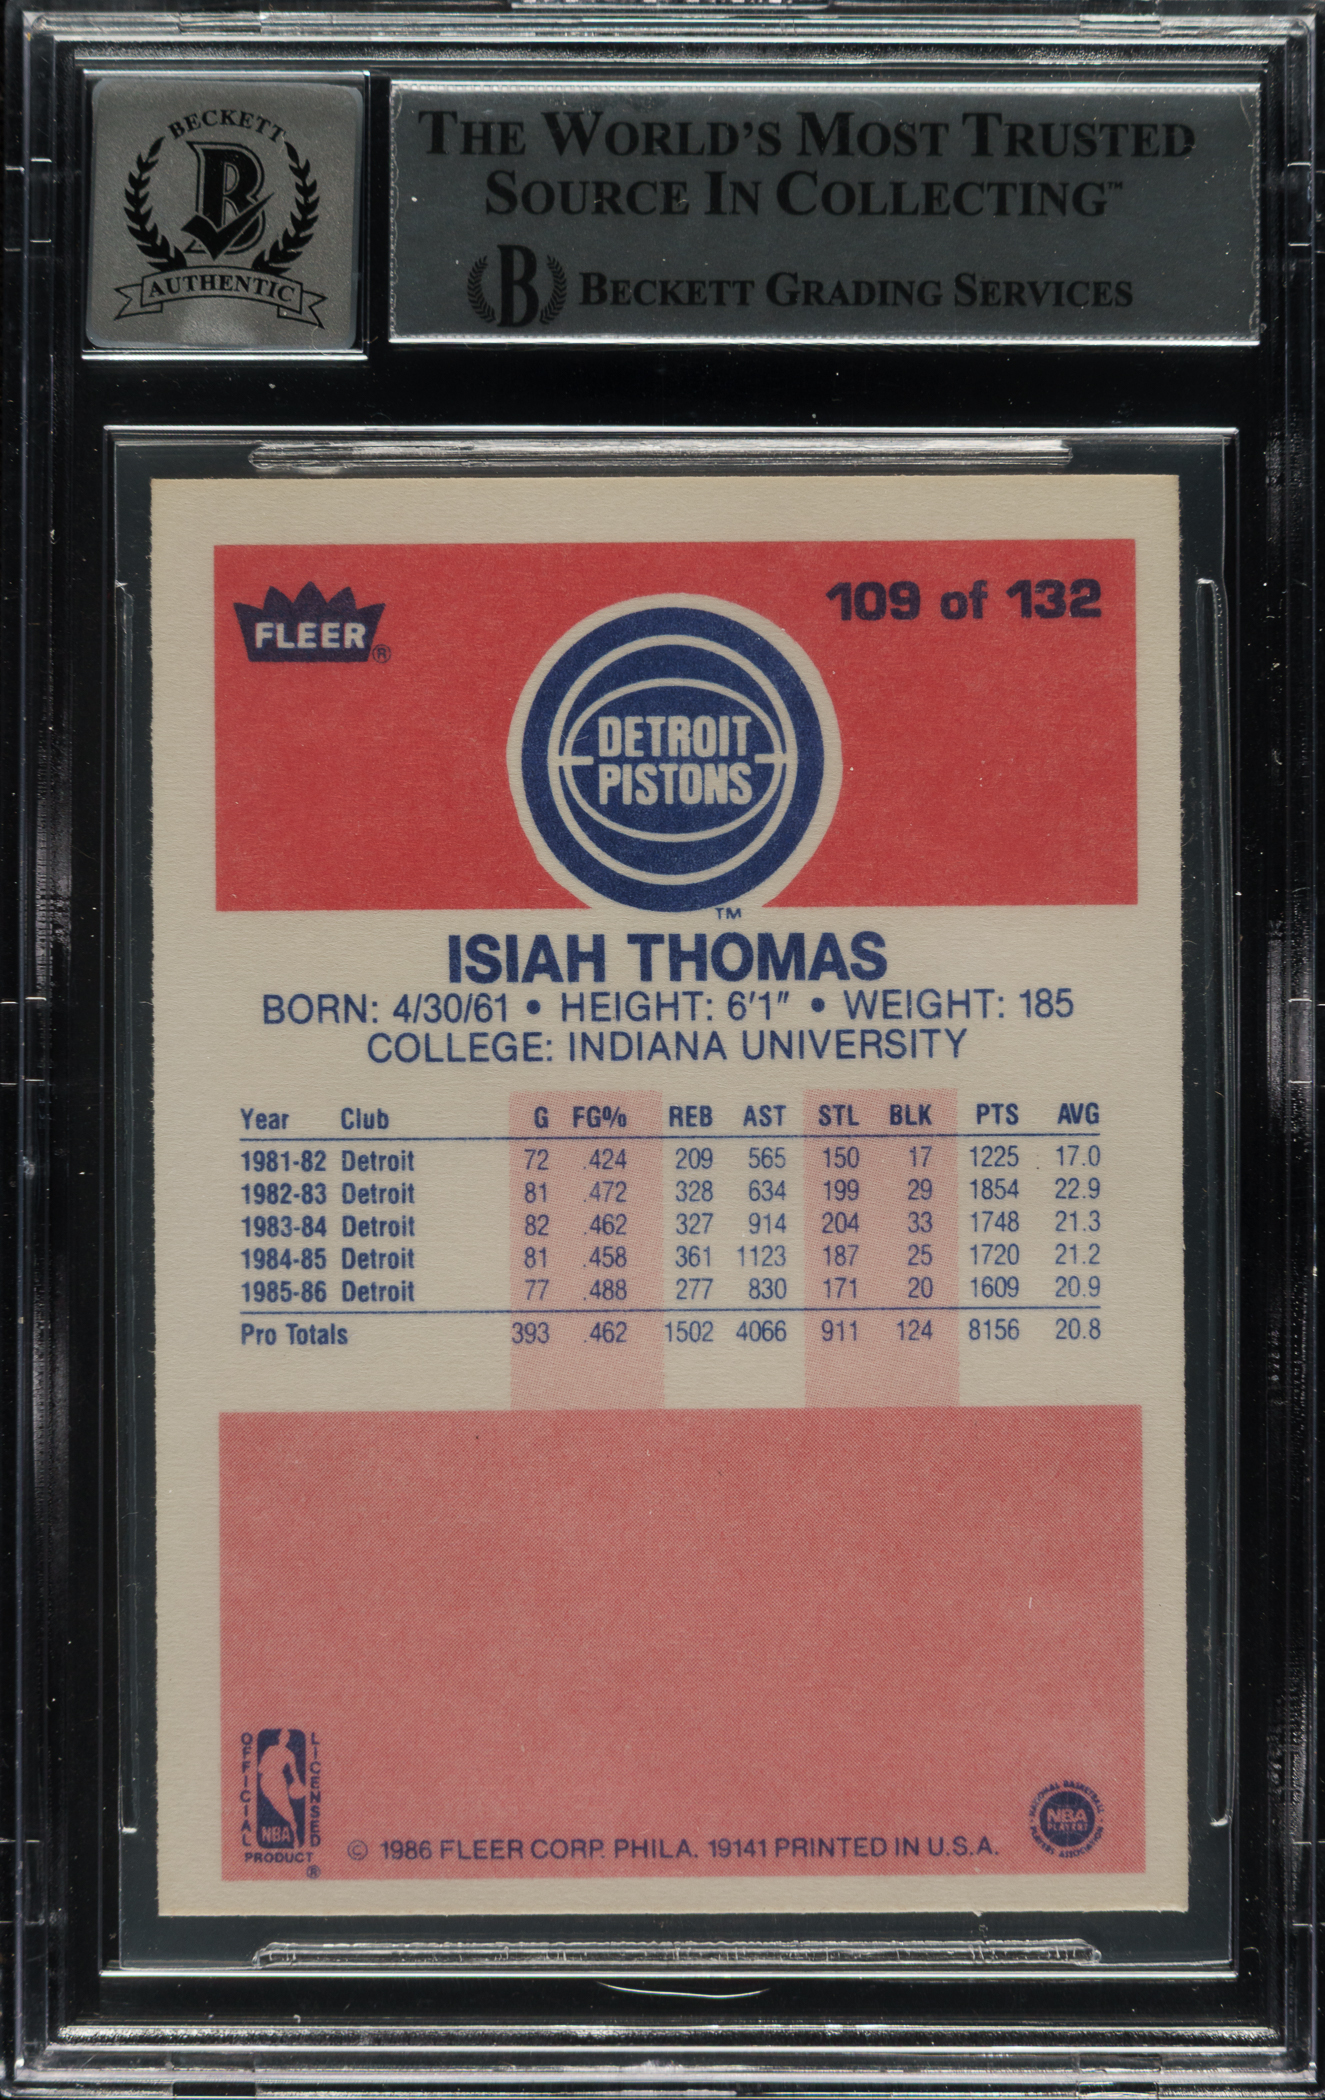 BECKETT
B
AUTHENTIC
THE WORLD'S MOST TRUSTED
SOURCE IN COLLECTING™
B BECKETT GRADING SERVICES
FLEER®
109 of 132
DETROIT
PISTONS
TM
ISIAH THOMAS
BORN: 4/30/61 • HEIGHT: 6'1" • WEIGHT: 185
COLLEGE: INDIANA UNIVERSITY
Year Club G FG% REB AST STL BLK PTS AVG
1981-82 Detroit 72 .424 209 565 150 17 1225 17.0
1982-83 Detroit 81 .472 328 634 199 29 1854 22.9
1983-84 Detroit 82 .462 327 914 204 33 1748 21.3
1984-85 Detroit 81 .458 361 1123 187 25 1720 21.2
1985-86 Detroit 77 .488 277 830 171 20 1609 20.9
Pro Totals 393 .462 1502 4066 911 124 8156 20.8
OFFICIAL
LICENSED
NBA
PRODUCT
®
© 1986 FLEER CORP. PHILA. 19141 PRINTED IN U.S.A.
NATIONAL BASKETBALL
NBA
PLAYERS
PLAYERS ASSOCIATION